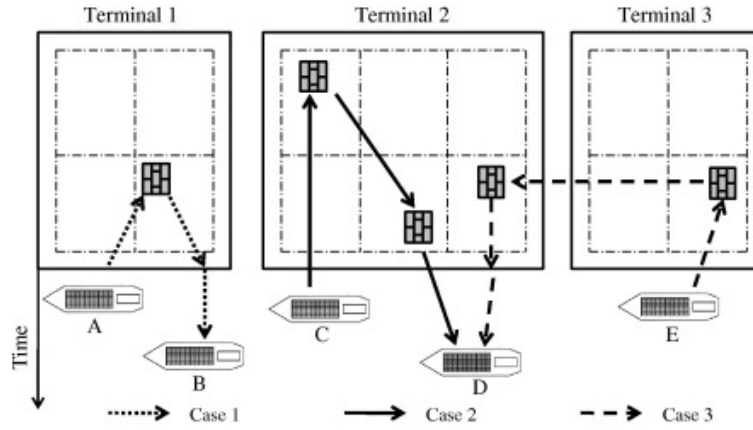 Terminal 1 Terminal 2 Terminal 3
A
C
E
Time
B
D
Case 1 Case 2 Case 3